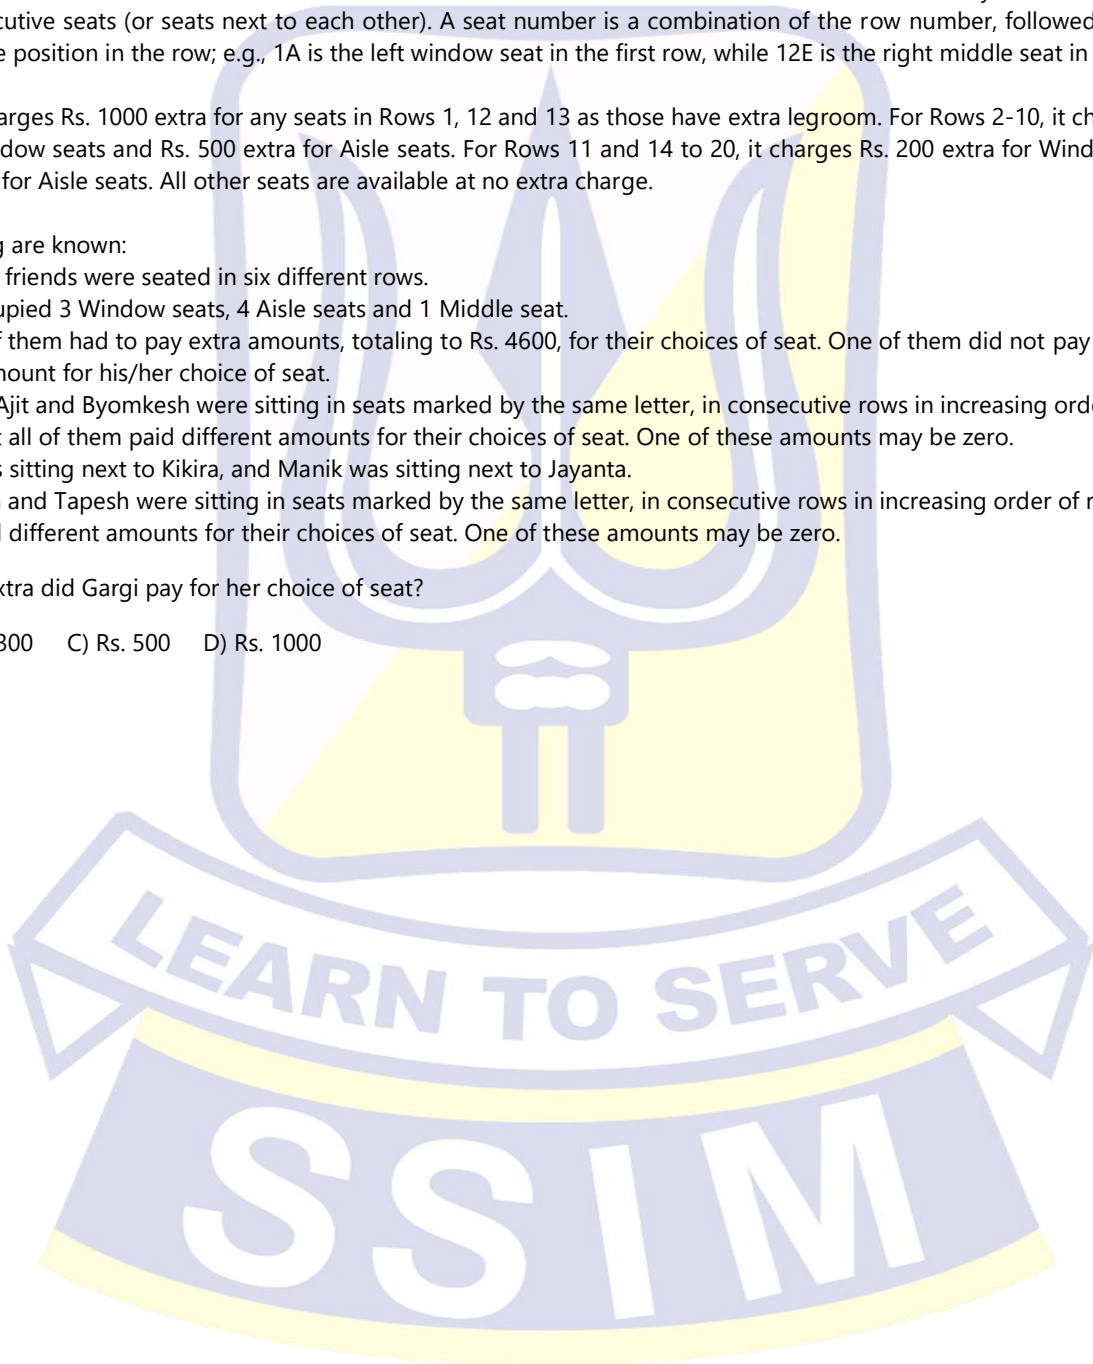 cutive seats (or seats next to each other). A seat number is a combination of the row number, followed
e position in the row; e.g., 1A is the left window seat in the first row, while 12E is the right middle seat in
arges Rs. 1000 extra for any seats in Rows 1, 12 and 13 as those have extra legroom. For Rows 2-10, it ch
dow seats and Rs. 500 extra for Aisle seats. For Rows 11 and 14 to 20, it charges Rs. 200 extra for Wind
for Aisle seats. All other seats are available at no extra charge.
g are known:
friends were seated in six different rows.
upied 3 Window seats, 4 Aisle seats and 1 Middle seat.
f them had to pay extra amounts, totaling to Rs. 4600, for their choices of seat. One of them did not pay
mount for his/her choice of seat.
Ajit and Byomkesh were sitting in seats marked by the same letter, in consecutive rows in increasing ord
t all of them paid different amounts for their choices of seat. One of these amounts may be zero.
s sitting next to Kikira, and Manik was sitting next to Jayanta.
and Tapesh were sitting in seats marked by the same letter, in consecutive rows in increasing order of r
d different amounts for their choices of seat. One of these amounts may be zero.
xtra did Gargi pay for her choice of seat?
300 C) Rs. 500 D) Rs. 1000
LEARN TO SERVE
SSIM